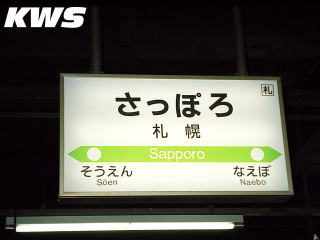 KWS
さっぽろ
札
札幌
Sapporo
そうえん
なえぼ
Sōen
Naebo